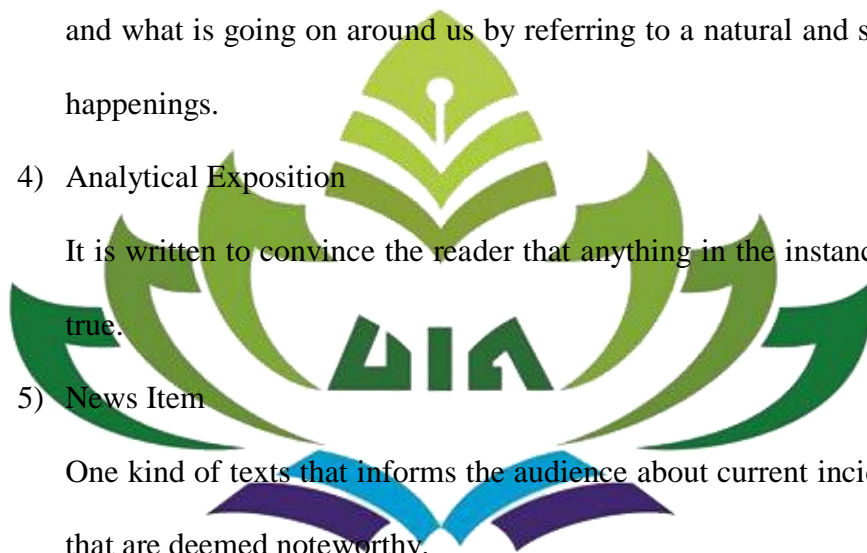 and what is going on around us by referring to a natural and
happenings.
4) Analytical Exposition
It is written to convince the reader that anything in the
true.
UIN
5) News Item
One kind of texts that informs the audience about current
that are deemed noteworthy.